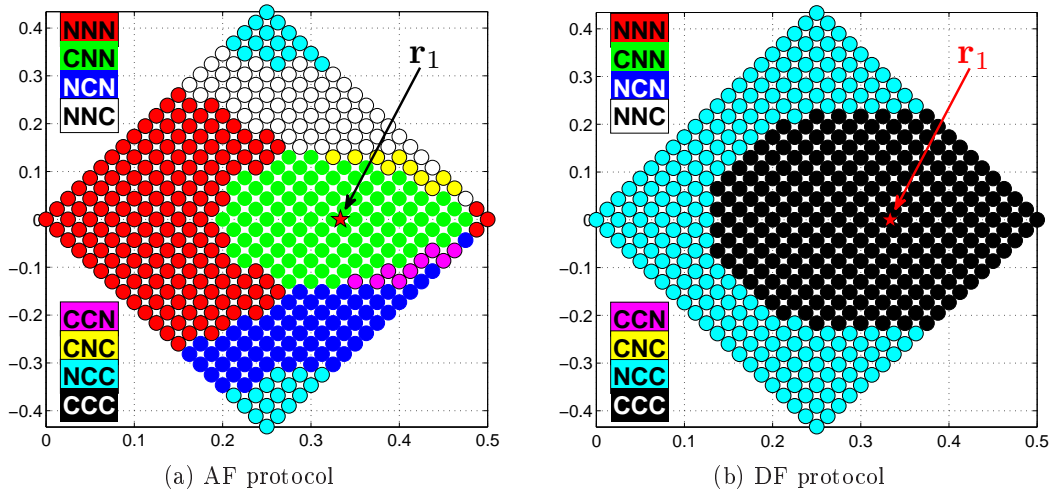 NNN
CNN
NCN
NNC
r₁
CCN
CNC
NCC
CCC
0.4
0.3
0.2
0.1
0
−0.1
−0.2
−0.3
−0.4
0 0.1 0.2 0.3 0.4 0.5
(a) AF protocol
NNN
CNN
NCN
NNC
r₁
CCN
CNC
NCC
CCC
0.4
0.3
0.2
0.1
0
−0.1
−0.2
−0.3
−0.4
0 0.1 0.2 0.3 0.4 0.5
(b) DF protocol